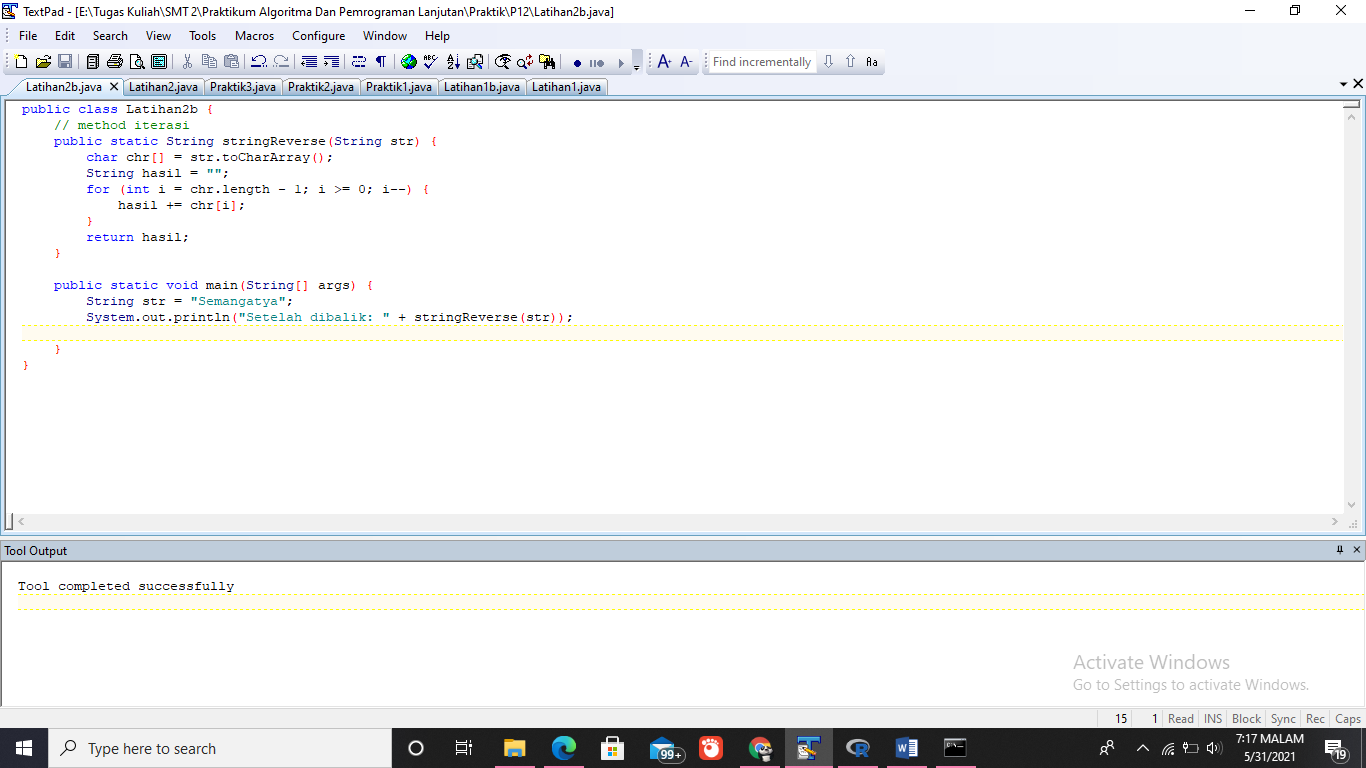 TextPad - [E:\Tugas Kuliah\SMT 2\Praktikum Algoritma Dan Pemrograman Lanjutan\Praktik\P12\Latihan2b.java]
File Edit Search View Tools Macros Configure Window Help
Find incrementally Aa
Latihan2b.java Latihan2.java Praktik3.java Praktik2.java Praktik1.java Latihan1b.java Latihan1.java
public class Latihan2b {
    // method iterasi
    public static String stringReverse(String str) {
        char chr[] = str.toCharArray();
        String hasil = "";
        for (int i = chr.length - 1; i >= 0; i--) {
            hasil += chr[i];
        }
        return hasil;
    }
    public static void main(String[] args) {
        String str = "Semangatya";
        System.out.println("Setelah dibalik: " + stringReverse(str));
    }
}
Tool Output
Tool completed successfully
Activate Windows
Go to Settings to activate Windows.
15 1 Read INS Block Sync Rec Caps
Type here to search
99+
7:17 MALAM
5/31/2021
19